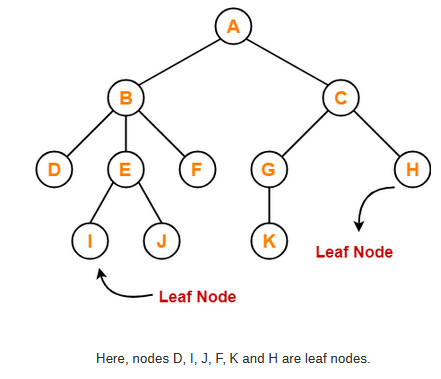 A
B
C
D
E
F
G
H
I
J
K
Leaf Node
Leaf Node
Here, nodes D, I, J, F, K and H are leaf nodes.